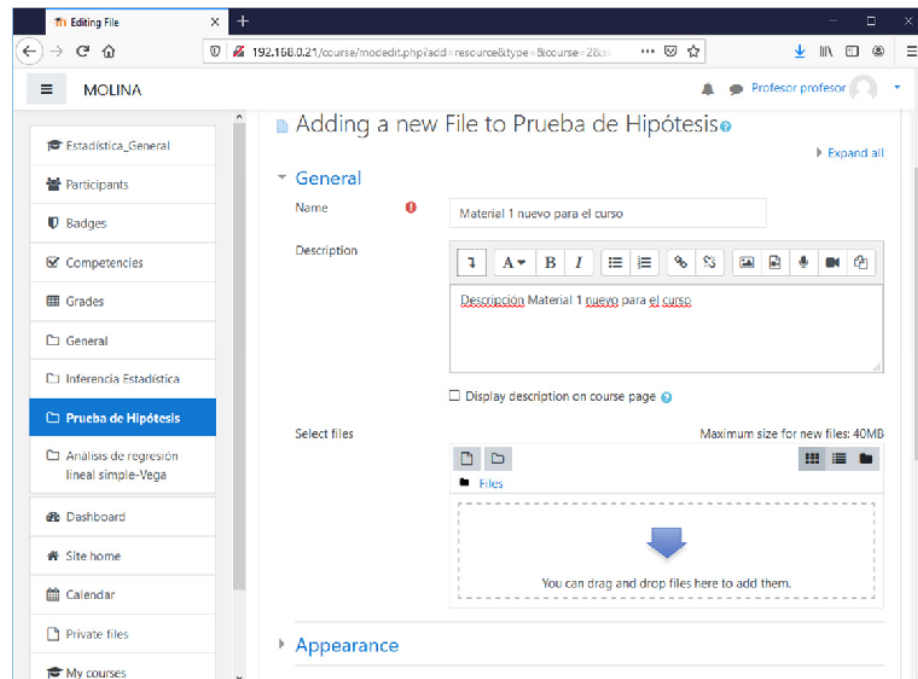 Editing File
192.168.0.21/course/modedit.php?add=resource&type=&course=2&se
MOLINA
Profesor profesor
Estadística_General
Participants
Badges
Competencies
Grades
General
Inferencia Estadística
Prueba de Hipótesis
Análisis de regresión
lineal simple-Vega
Dashboard
Site home
Calendar
Private files
My courses
Adding a new File to Prueba de Hipótesis
Expand all
General
Name
Material 1 nuevo para el curso
Description
A B I
Descripción Material 1 nuevo para el curso
Display description on course page
Select files
Maximum size for new files: 40MB
Files
You can drag and drop files here to add them.
Appearance